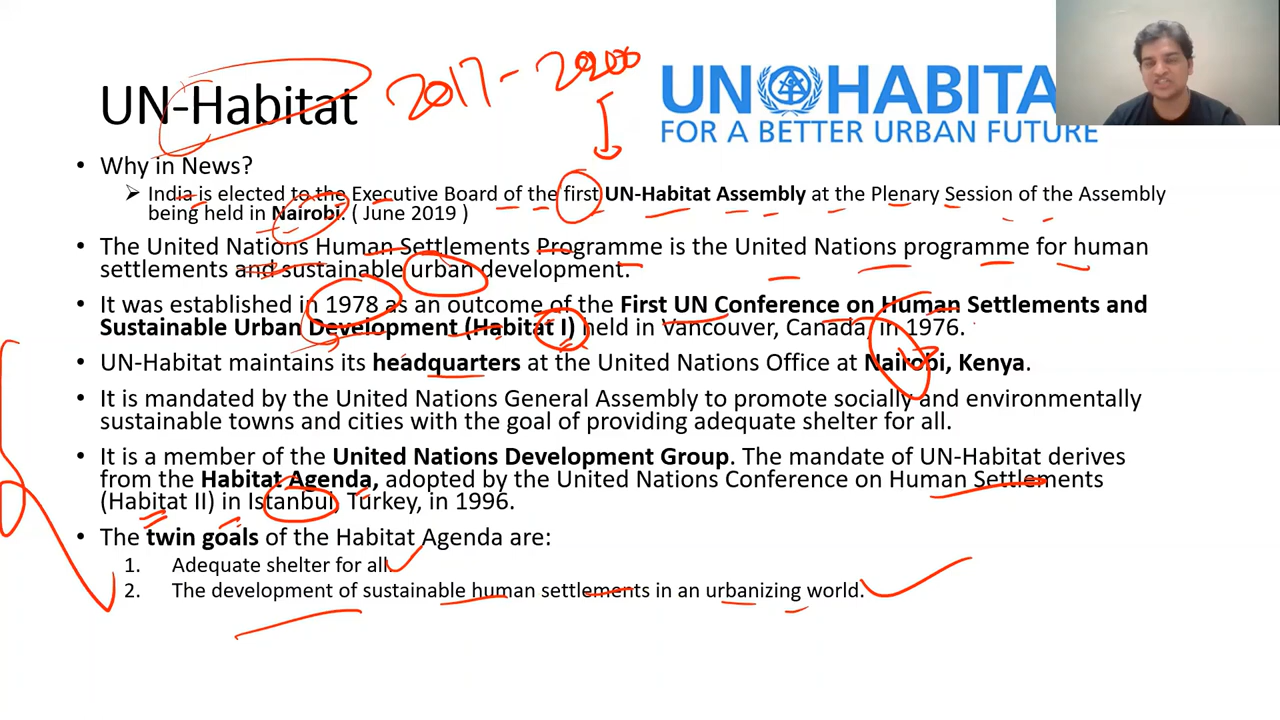 UN-Habitat
2017 -
UN HABITA
FOR A BETTER URBAN FUTURE
• Why in News?
➢ India is elected to the Executive Board of the first UN-Habitat Assembly at the Plenary Session of the Assembly
being held in Nairobi. ( June 2019 )
• The United Nations Human Settlements Programme is the United Nations programme for human
settlements and sustainable urban development.
• It was established in 1978 as an outcome of the First UN Conference on Human Settlements and
Sustainable Urban Development (Habitat I) held in Vancouver, Canada, in 1976.
• UN-Habitat maintains its headquarters at the United Nations Office at Nairobi, Kenya.
• It is mandated by the United Nations General Assembly to promote socially and environmentally
sustainable towns and cities with the goal of providing adequate shelter for all.
• It is a member of the United Nations Development Group. The mandate of UN-Habitat derives
from the Habitat Agenda, adopted by the United Nations Conference on Human Settlements
(Habitat II) in Istanbul, Turkey, in 1996.
• The twin goals of the Habitat Agenda are:
1. Adequate shelter for all.
2. The development of sustainable human settlements in an urbanizing world.